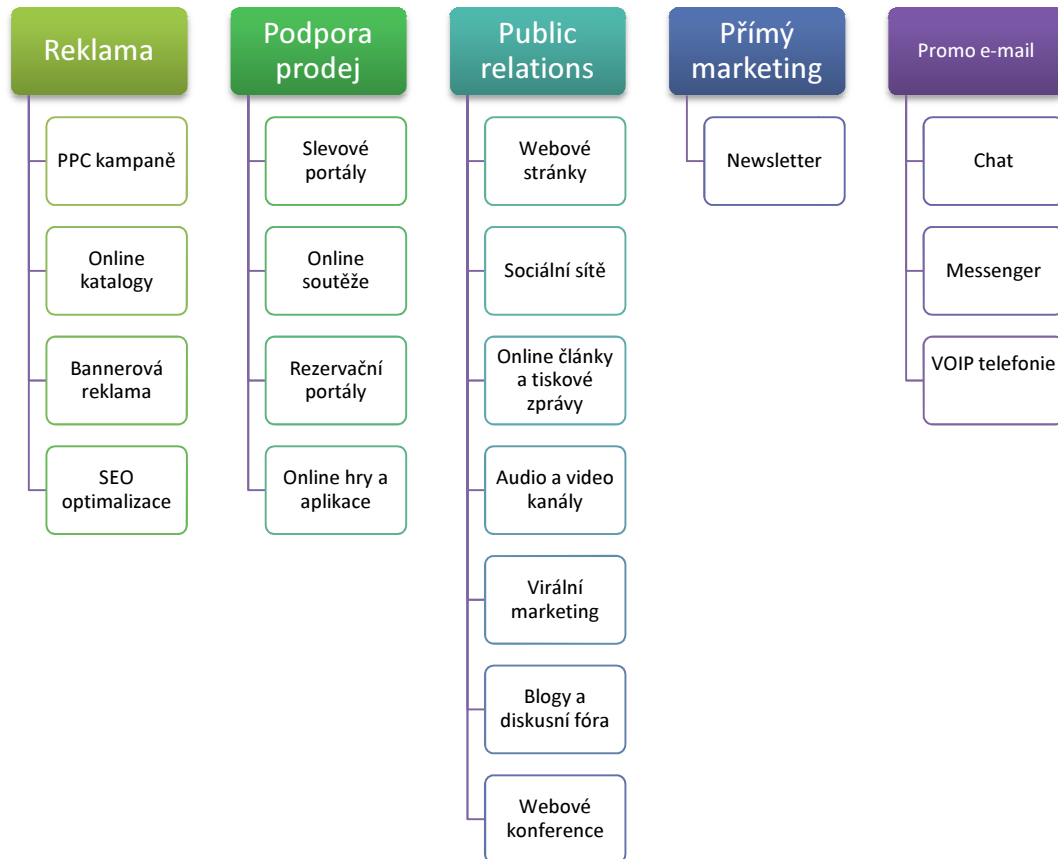 Reklama
PPC kampaně
Online
katalogy
Bannerová
reklama
SEO
optimalizace
Podpora
prodej
Slevové
portály
Online
soutěže
Rezervační
portály
Online hry a
aplikace
Public
relations
Webové
stránky
Sociální sítě
Online články
a tiskové
zprávy
Audio a video
kanály
Virální
marketing
Blogy a
diskusní fóra
Webové
konference
Přímý
marketing
Newsletter
Promo e-mail
Chat
Messenger
VOIP telefonie